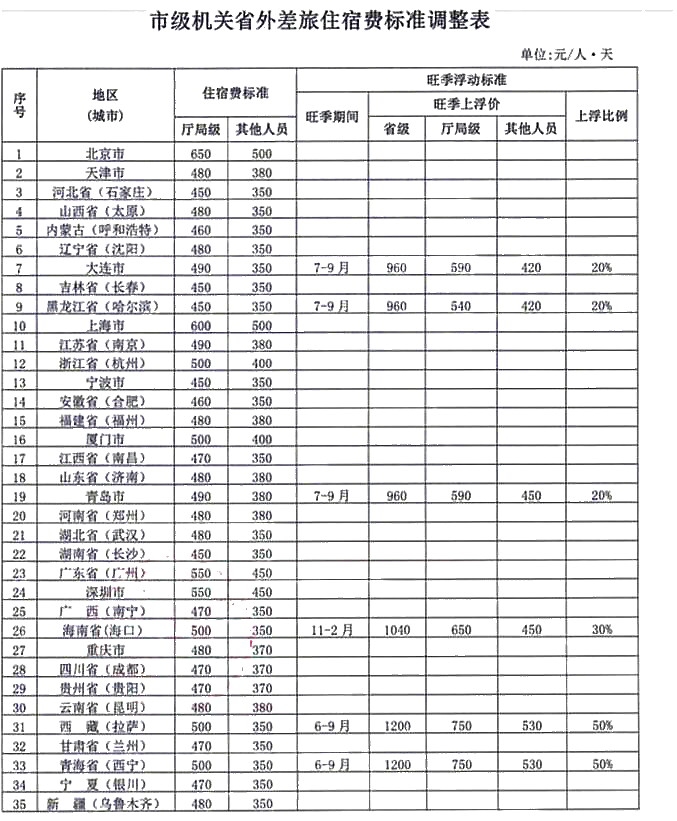 市级机关省外差旅住宿费标准调整表
单位:元/人·天
序号 地区(城市) 住宿费标准 旺季浮动标准
旺季期间 旺季上浮价 上浮比例
厅局级 其他人员 省级 厅局级 其他人员
1 北京市 650 500
2 天津市 480 380
3 河北省(石家庄) 450 350
4 山西省(太原) 480 350
5 内蒙古(呼和浩特) 460 350
6 辽宁省(沈阳) 480 350
7 大连市 490 350 7-9月 960 590 420 20%
8 吉林省(长春) 450 350
9 黑龙江省(哈尔滨) 450 350 7-9月 960 540 420 20%
10 上海市 600 500
11 江苏省(南京) 490 380
12 浙江省(杭州) 500 400
13 宁波市 450 350
14 安徽省(合肥) 460 350
15 福建省(福州) 480 380
16 厦门市 500 400
17 江西省(南昌) 470 350
18 山东省(济南) 480 380
19 青岛市 490 380 7-9月 960 590 450 20%
20 河南省(郑州) 480 380
21 湖北省(武汉) 480 350
22 湖南省(长沙) 450 350
23 广东省(广州) 550 450
24 深圳市 550 450
25 广 西(南宁) 470 350
26 海南省(海口) 500 350 11-2月 1040 650 450 30%
27 重庆市 480 370
28 四川省(成都) 470 370
29 贵州省(贵阳) 470 370
30 云南省(昆明) 480 380
31 西 藏(拉萨) 500 350 6-9月 1200 750 530 50%
32 甘肃省(兰州) 470 350
33 青海省(西宁) 500 350 6-9月 1200 750 530 50%
34 宁 夏(银川) 470 350
35 新 疆(乌鲁木齐) 480 350